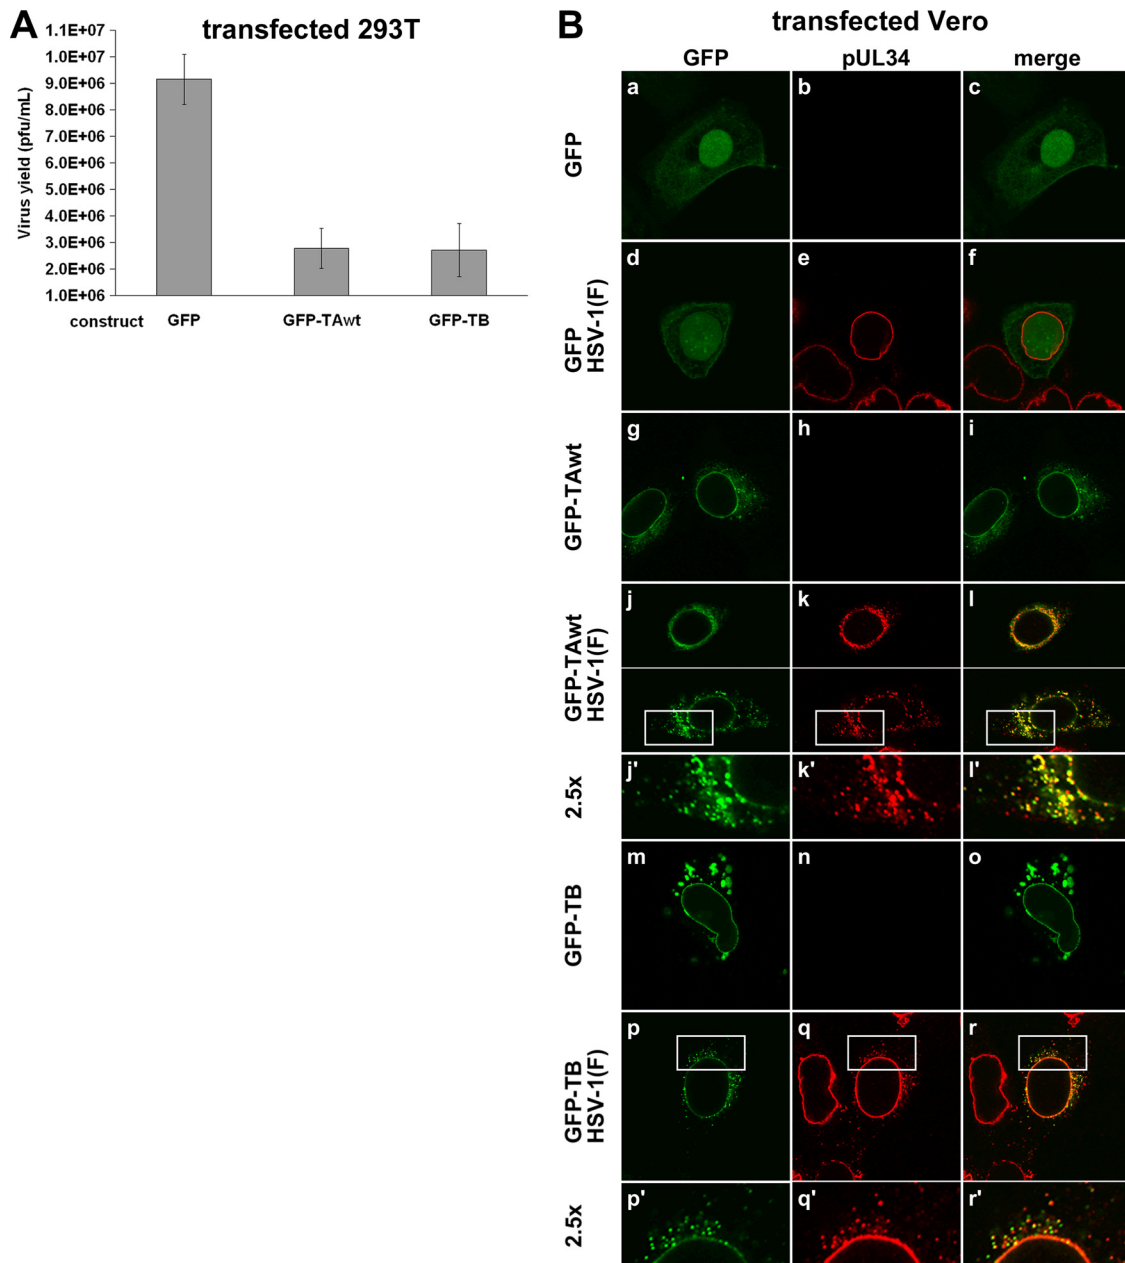 A
transfected 293T
1.1E+07
1.0E+07
9.0E+06
8.0E+06
7.0E+06
6.0E+06
5.0E+06
4.0E+06
3.0E+06
2.0E+06
1.0E+06
Virus yield (pfu/mL)
construct GFP GFP-TAwt GFP-TB
B
transfected Vero
GFP pUL34 merge
GFP
a b c
GFP
HSV-1(F)
d e f
GFP-TAwt
g h i
GFP-TAwt
HSV-1(F)
j k l
2.5x
j' k' l'
GFP-TB
m n o
GFP-TB
HSV-1(F)
p q r
2.5x
p' q' r'